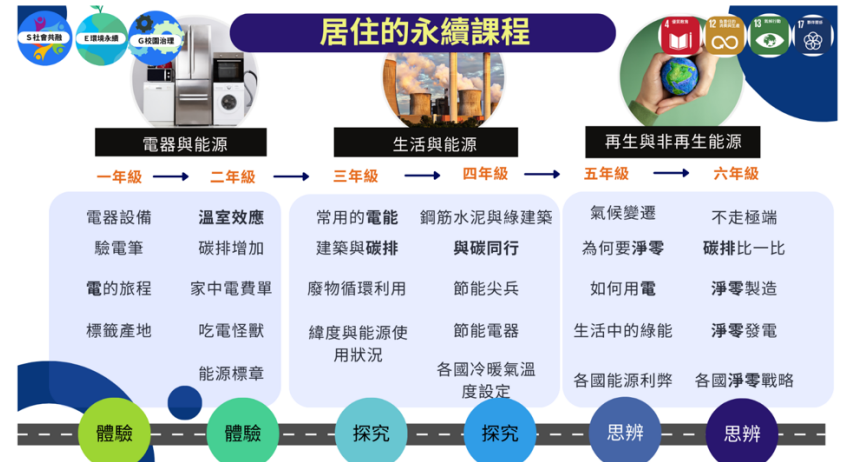 S社會共融
E環境永續
G校園治理
居住的永續課程
4
12
13
17
電器與能源
生活與能源
再生與非再生能源
一年級
二年級
三年級
四年級
五年級
六年級
電器設備
驗電筆
電的旅程
標籤產地
溫室效應
碳排增加
家中電費單
吃電怪獸
能源標章
常用的電能
建築與碳排
廢物循環利用
緯度與能源使
用狀況
鋼筋水泥與綠建築
與碳同行
節能尖兵
節能電器
各國冷暖氣溫
度設定
氣候變遷
為何要淨零
如何用電
生活中的綠能
各國能源利弊
不走極端
碳排比一比
淨零製造
淨零發電
各國淨零戰略
體驗
體驗
探究
探究
思辨
思辨